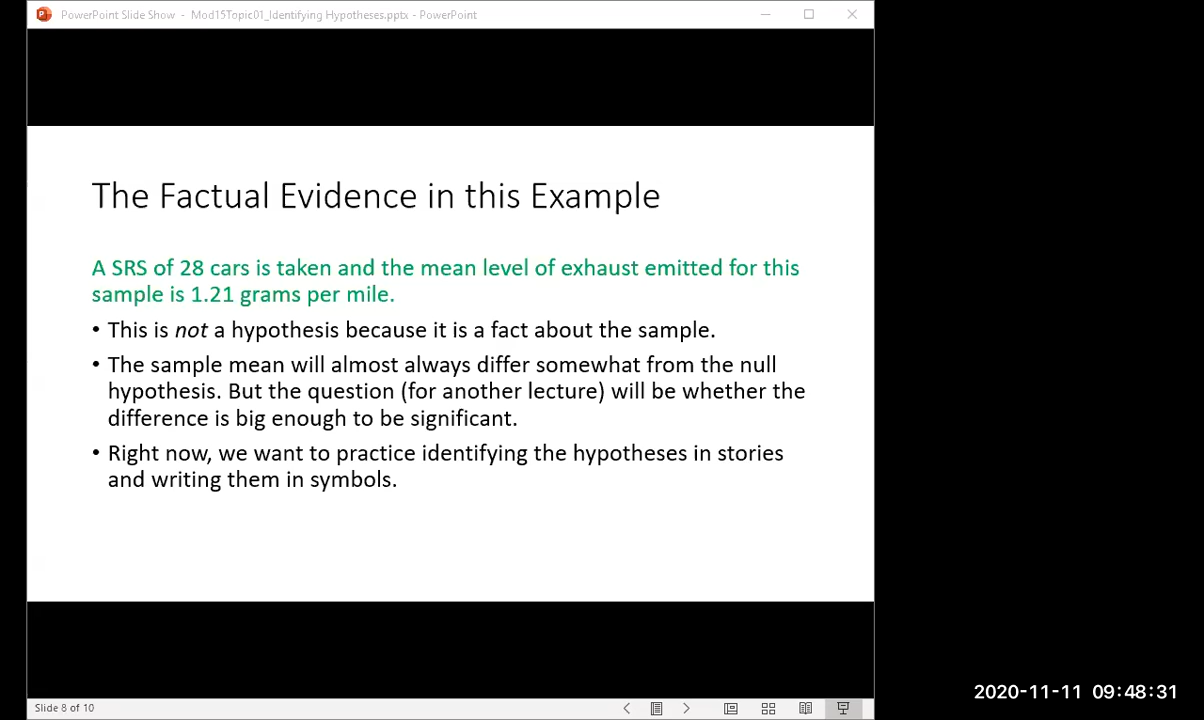 PowerPoint Slide Show - Mod15Topic01_Identifying Hypotheses.pptx - PowerPoint
The Factual Evidence in this Example
A SRS of 28 cars is taken and the mean level of exhaust emitted for this
sample is 1.21 grams per mile.
• This is not a hypothesis because it is a fact about the sample.
• The sample mean will almost always differ somewhat from the null
hypothesis. But the question (for another lecture) will be whether the
difference is big enough to be significant.
• Right now, we want to practice identifying the hypotheses in stories
and writing them in symbols.
2020-11-11 09:48:31
Slide 8 of 10